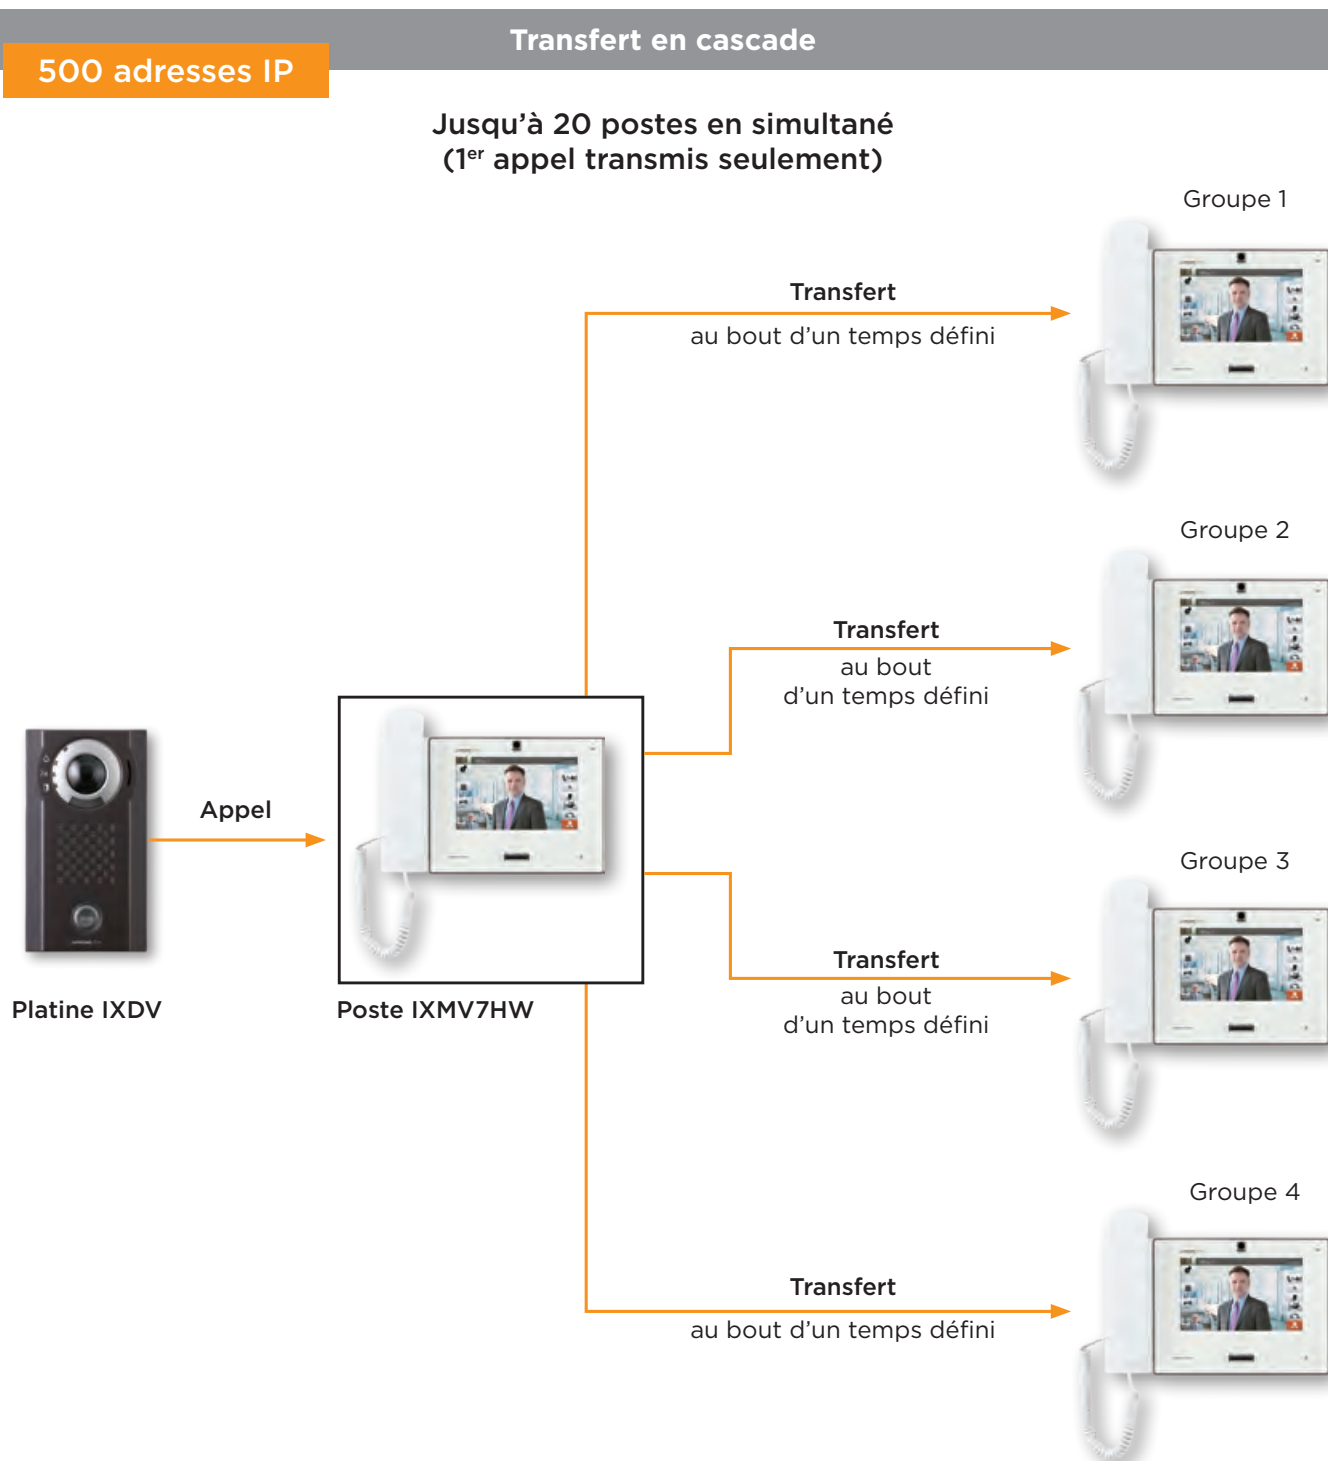 Transfert en cascade
500 adresses IP
Jusqu'à 20 postes en simultané
(1er appel transmis seulement)
Groupe 1
Transfert
au bout d'un temps défini
Groupe 2
Transfert
au bout
d'un temps défini
Appel
Platine IXDV
Poste IXMV7HW
Groupe 3
Transfert
au bout
d'un temps défini
Groupe 4
Transfert
au bout d'un temps défini